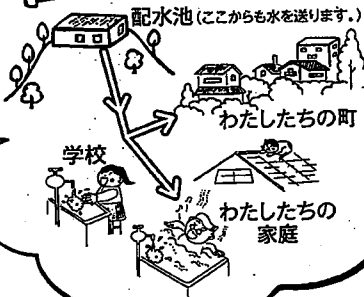 配水池(ここからも水を送ります。)
わたしたちの町
学校
わたしたちの
家庭